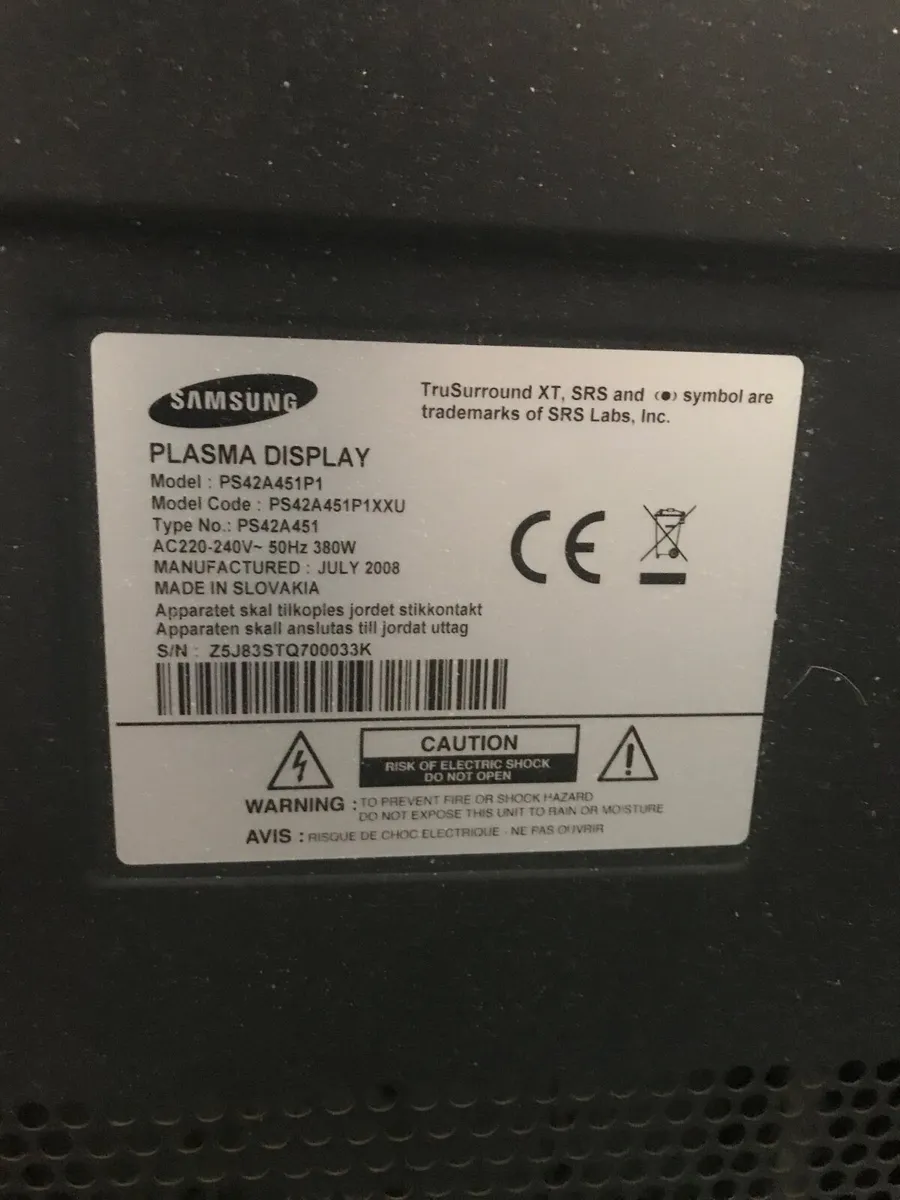 SAMSUNG
TruSurround XT, SRS and (●) symbol are
trademarks of SRS Labs, Inc.
PLASMA DISPLAY
Model : PS42A451P1
Model Code : PS42A451P1XXU
Type No.: PS42A451
AC220-240V~ 50Hz 380W
MANUFACTURED : JULY 2008
MADE IN SLOVAKIA
Apparatet skal tilkoples jordet stikkontakt
Apparaten skall anslutas till jordat uttag
S/N : Z5J83STQ700033K
CE
CAUTION
RISK OF ELECTRIC SHOCK
DO NOT OPEN
WARNING : TO PREVENT FIRE OR SHOCK HAZARD
DO NOT EXPOSE THIS UNIT TO RAIN OR MOISTURE
AVIS : RISQUE DE CHOC ELECTRIQUE - NE PAS OUVRIR